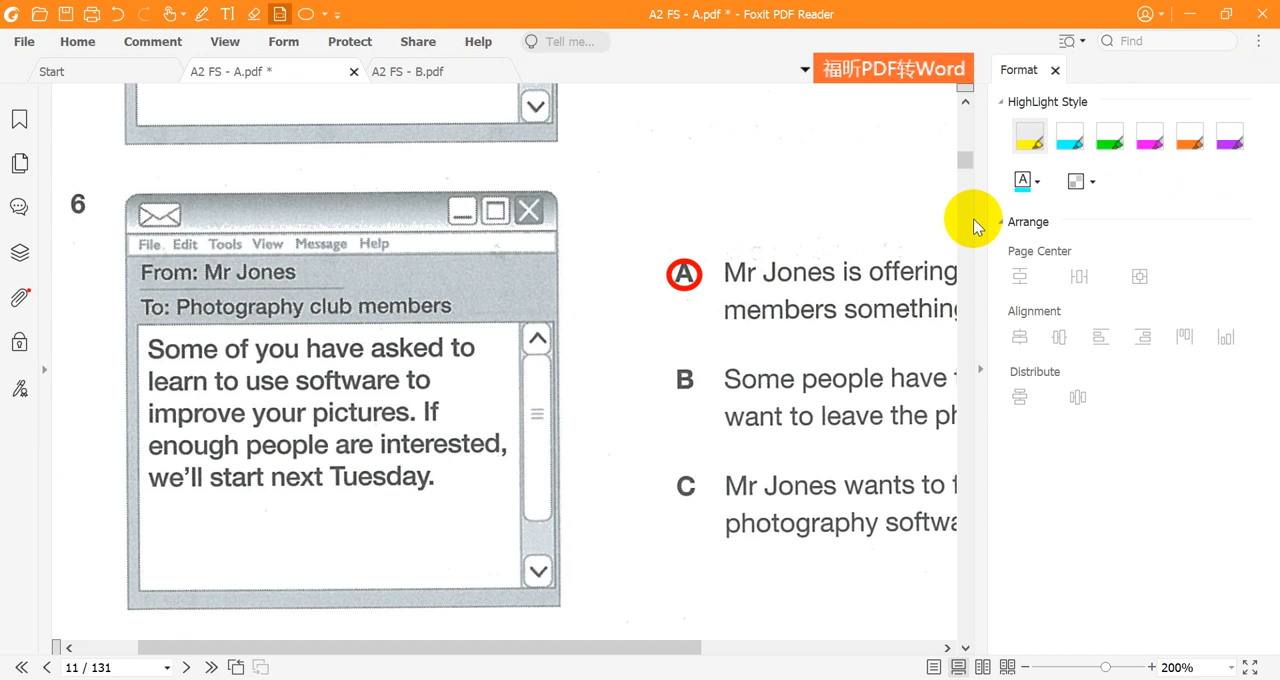 A2 FS - A.pdf * - Foxit PDF Reader
File Home Comment View Form Protect Share Help Tell me... Find
Start A2 FS - A.pdf * A2 FS - B.pdf 福昕PDF转Word Format
HighLight Style
A
Arrange
Page Center
Alignment
Distribute
6
File Edit Tools View Message Help
From: Mr Jones
To: Photography club members
Some of you have asked to
learn to use software to
improve your pictures. If
enough people are interested,
we'll start next Tuesday.
A Mr Jones is offering
members something
B Some people have
want to leave the ph
C Mr Jones wants to
photography softwa
11 / 131
200%